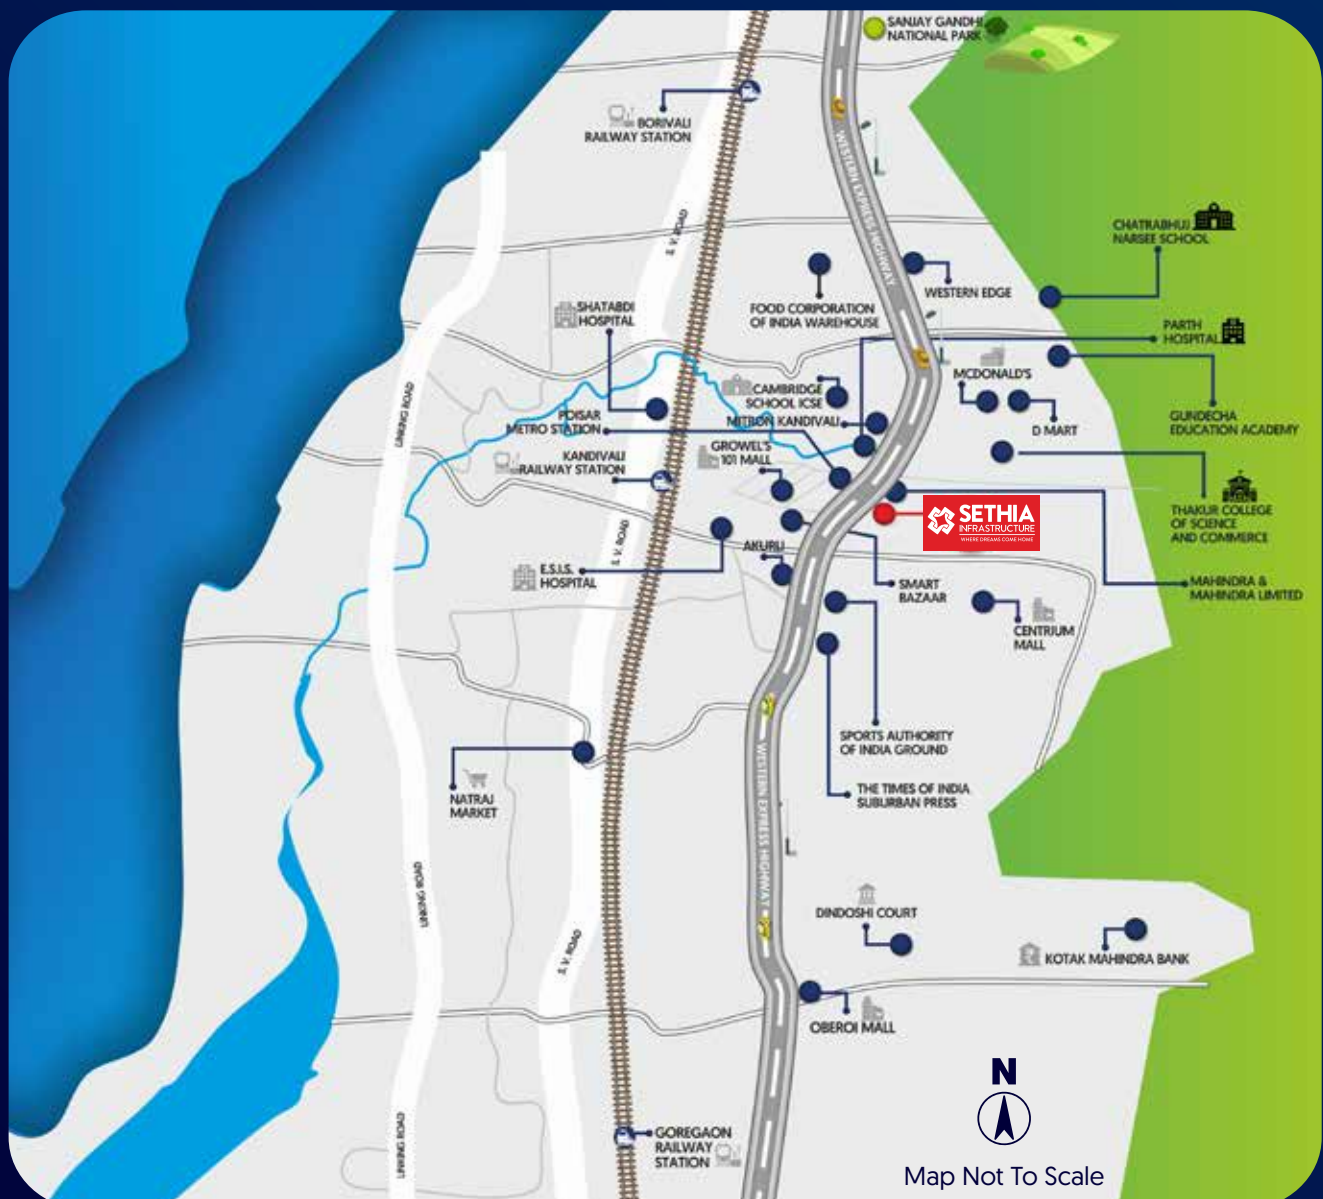 SANJAY GANDHI
NATIONAL PARK
BORIVALI
RAILWAY STATION
WESTERN EXPRESS HIGHWAY
S. V. ROAD
CHATRABHUJ
NARSEE SCHOOL
WESTERN EDGE
FOOD CORPORATION
OF INDIA WAREHOUSE
SHATABDI
HOSPITAL
PARTH
HOSPITAL
MCDONALD'S
CAMBRIDGE
SCHOOL ICSE
LINKING ROAD
POISAR
METRO STATION
MITRON KANDIVALI
D MART
GUNDECHA
EDUCATION ACADEMY
GROWEL'S
101 MALL
KANDIVALI
RAILWAY STATION
THAKUR COLLEGE
OF SCIENCE
AND COMMERCE
SETHIA
INFRASTRUCTURE
WHERE DREAMS COME HOME
S. V. ROAD
AKURLI
E.S.I.S.
HOSPITAL
SMART
BAZAAR
MAHINDRA &
MAHINDRA LIMITED
CENTRIUM
MALL
SPORTS AUTHORITY
OF INDIA GROUND
THE TIMES OF INDIA
SUBURBAN PRESS
NATRAJ
MARKET
WESTERN EXPRESS HIGHWAY
LINKING ROAD
DINDOSHI COURT
S. V. ROAD
KOTAK MAHINDRA BANK
OBEROI MALL
N
GOREGAON
RAILWAY
STATION
LINKING ROAD
Map Not To Scale